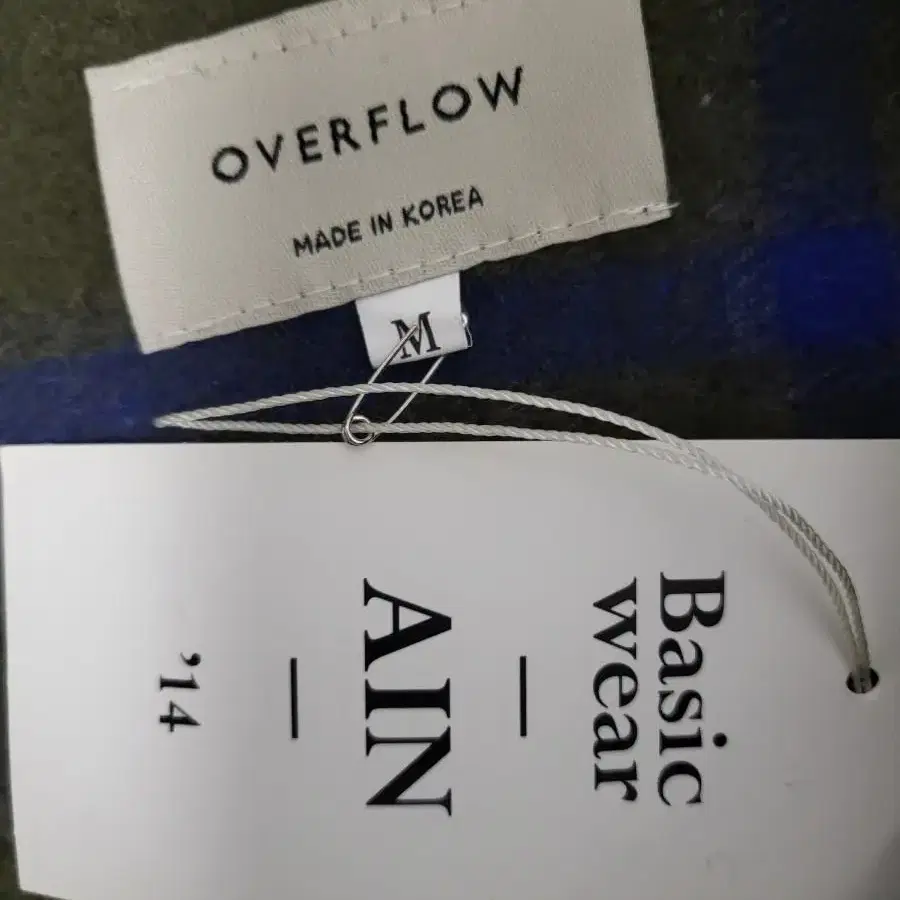 OVERFLOW
MADE IN KOREA
M
Basic
wear
AIN
’14